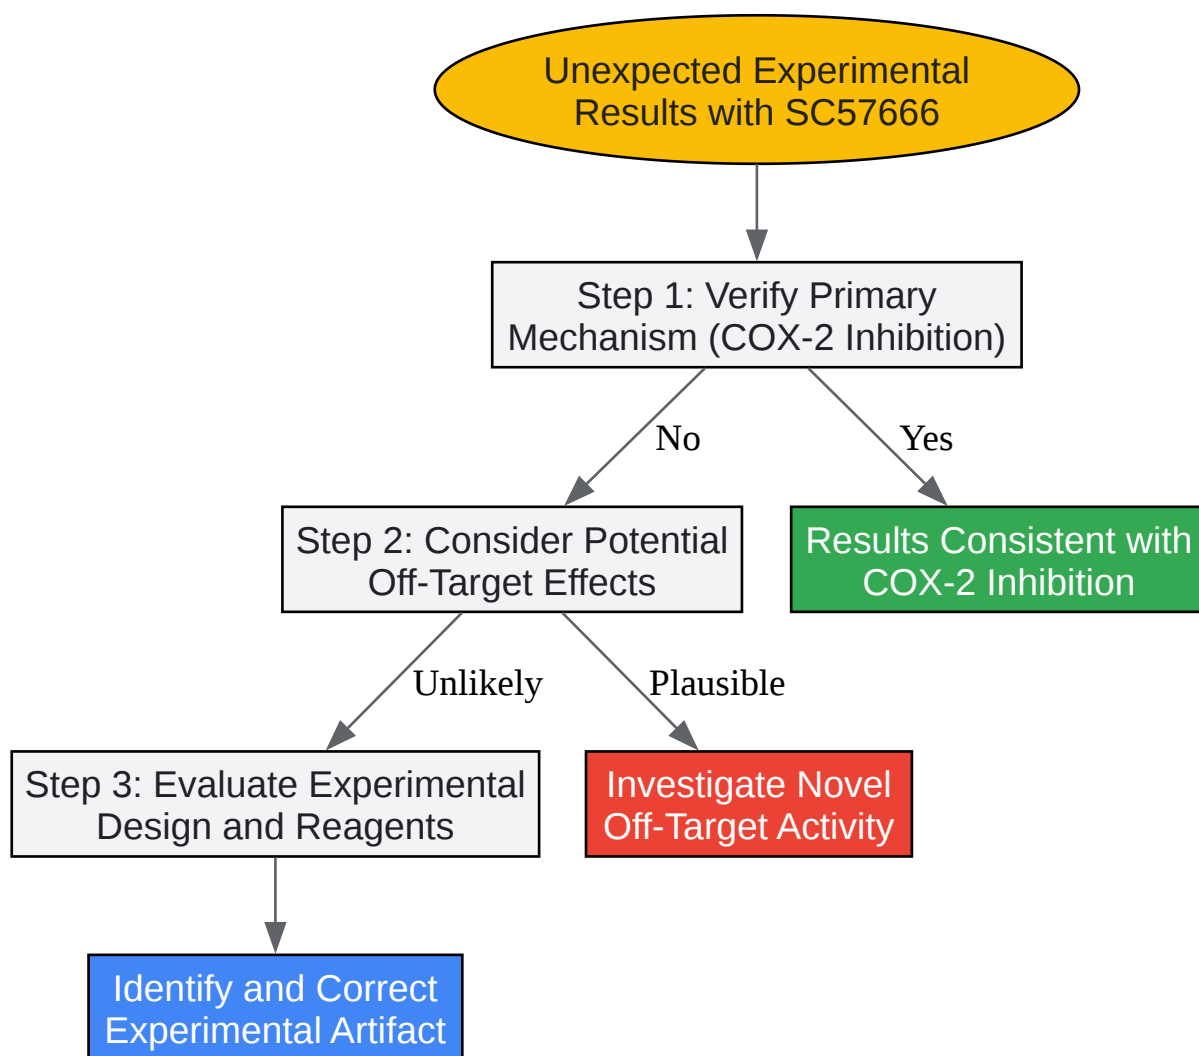 Unexpected Experimental
Results with SC57666
Step 1: Verify Primary
Mechanism (COX-2 Inhibition)
No
Yes
Step 2: Consider Potential
Off-Target Effects
Results Consistent with
COX-2 Inhibition
Unlikely
Plausible
Step 3: Evaluate Experimental
Design and Reagents
Investigate Novel
Off-Target Activity
Identify and Correct
Experimental Artifact